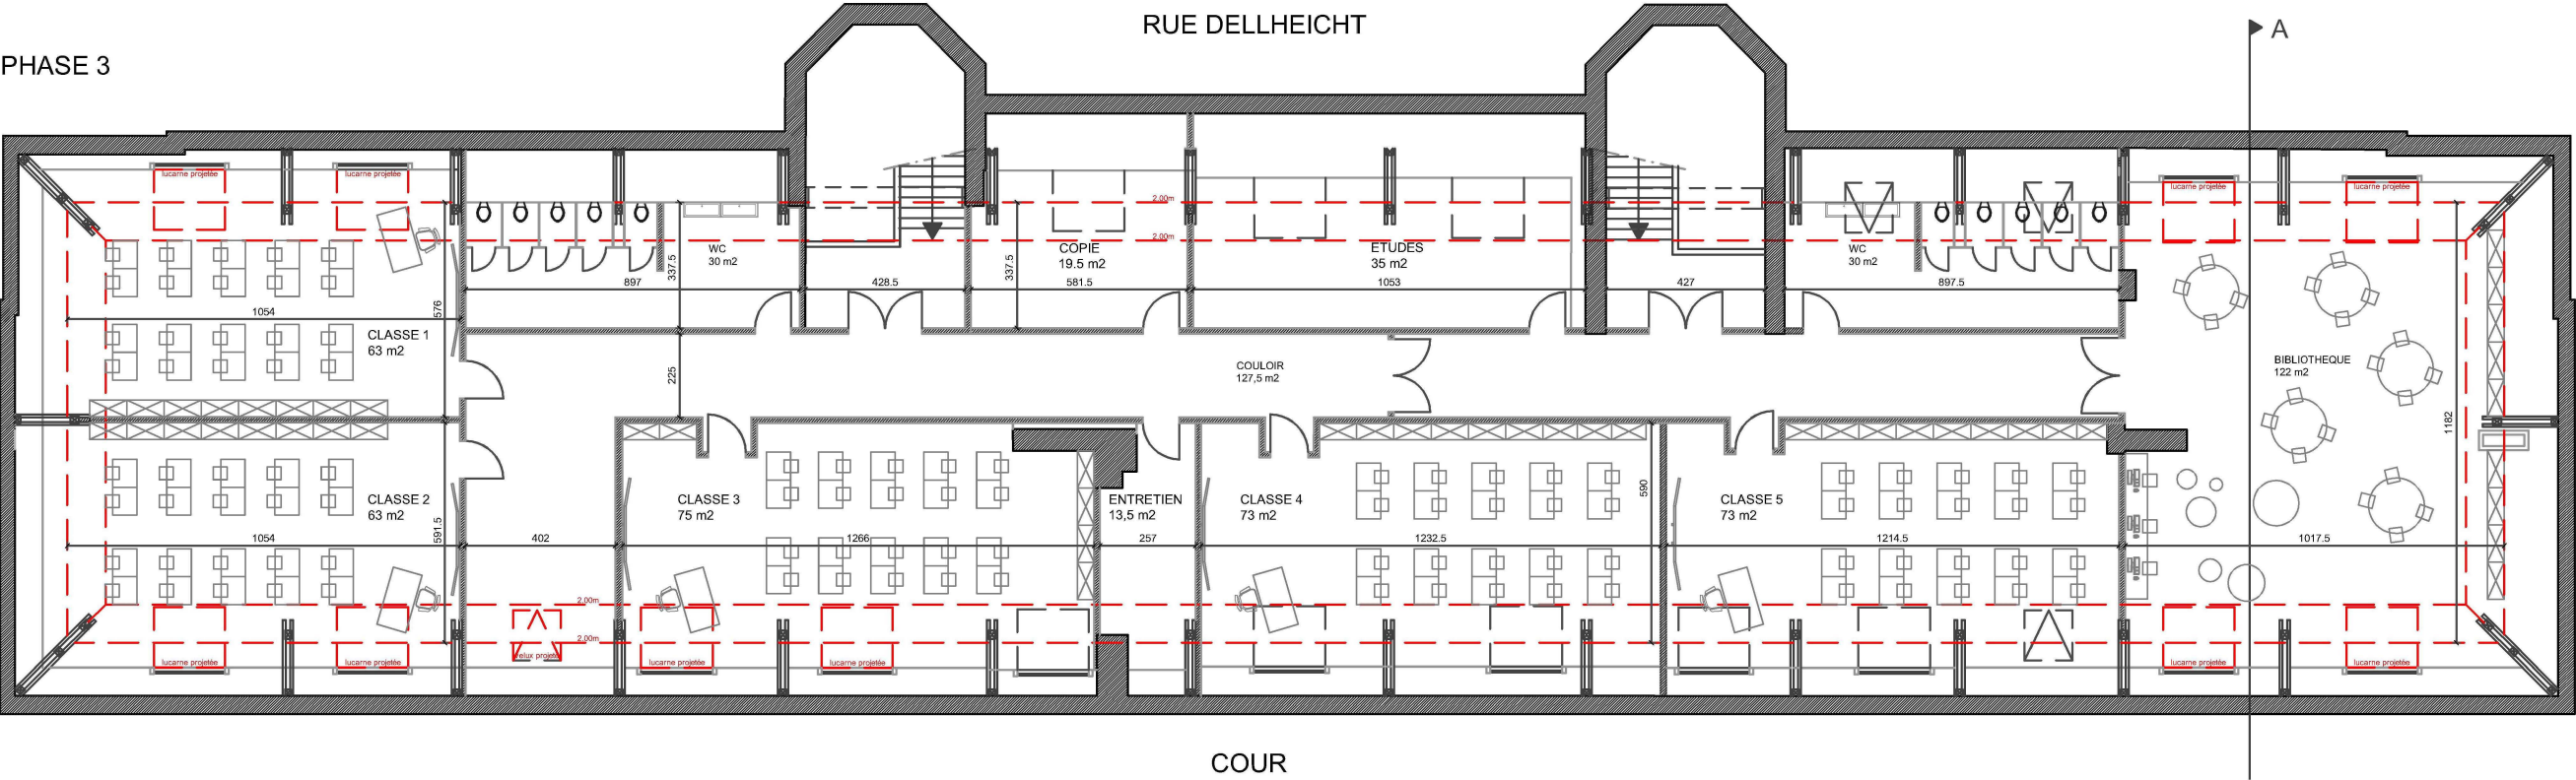 RUE DELLHEICHT
A
PHASE 3
lucarne projetée
lucarne projetée
lucarne projetée
lucarne projetée
2.00m
2.00m
WC
30 m2
337.5
897
428.5
337.5
COPIE
19.5 m2
581.5
ETUDES
35 m2
1053
427
WC
30 m2
897.5
1054
576
CLASSE 1
63 m2
225
COULOIR
127,5 m2
BIBLIOTHEQUE
122 m2
1182
CLASSE 2
63 m2
591.5
1054
402
CLASSE 3
75 m2
1266
ENTRETIEN
13,5 m2
257
CLASSE 4
73 m2
1232.5
590
CLASSE 5
73 m2
1214.5
1017.5
2.00m
2.00m
lucarne projetée
lucarne projetée
velux projeté
lucarne projetée
lucarne projetée
lucarne projetée
lucarne projetée
COUR